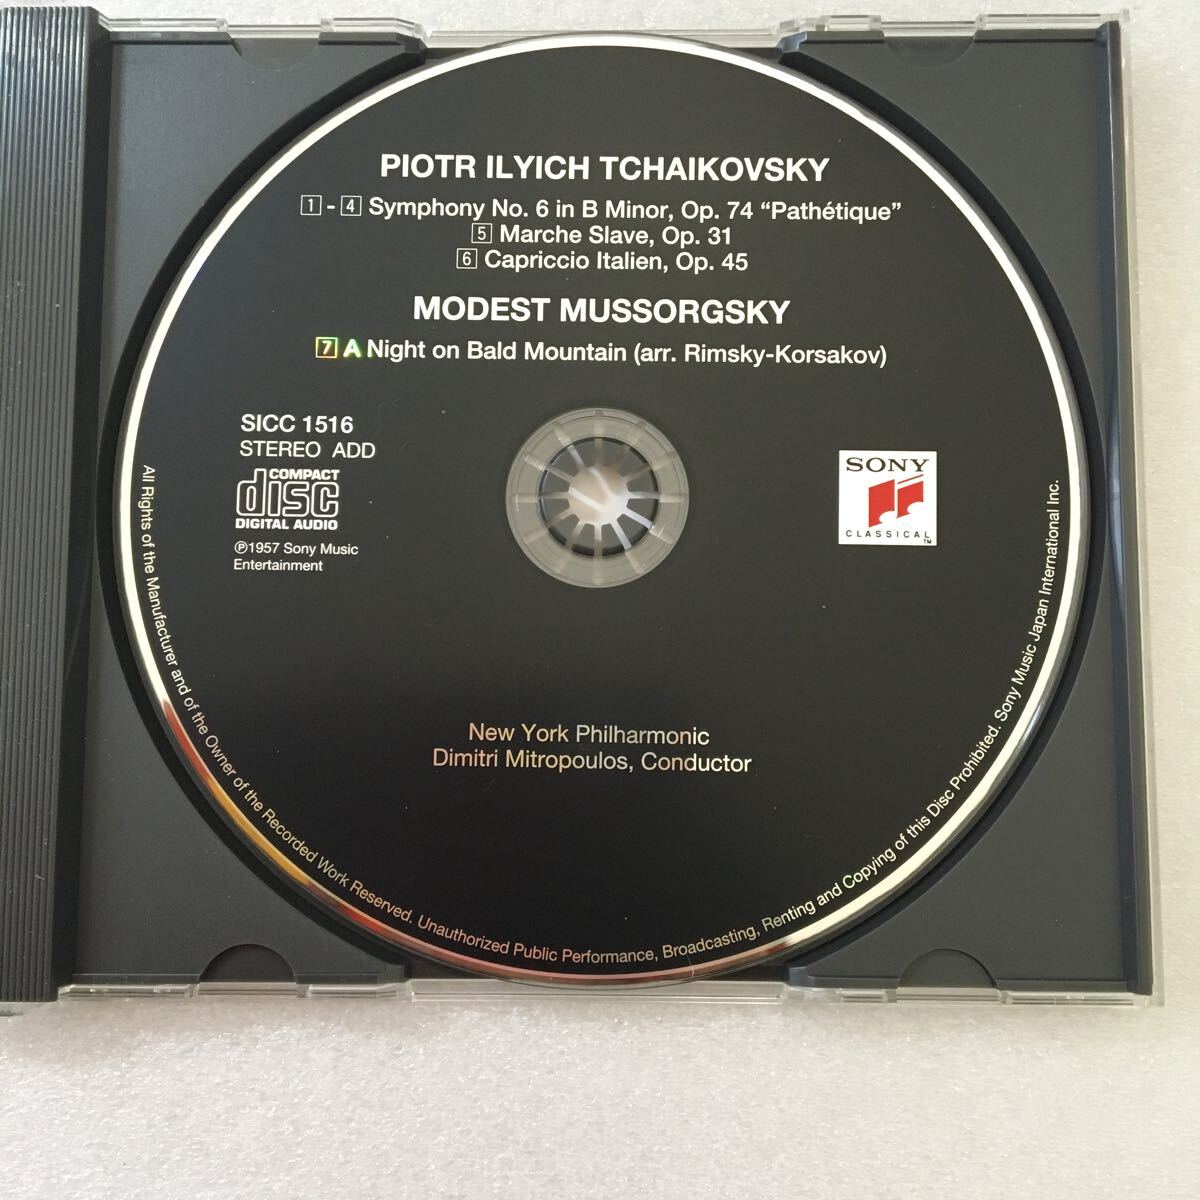 PIOTR ILYICH TCHAIKOVSKY
1 - 4 Symphony No. 6 in B Minor, Op. 74 “Pathétique”
5 Marche Slave, Op. 31
6 Capriccio Italien, Op. 45
MODEST MUSSORGSKY
7 A Night on Bald Mountain (arr. Rimsky-Korsakov)
SICC 1516
STEREO ADD
COMPACT
disc
DIGITAL AUDIO
℗1957 Sony Music
Entertainment
SONY
CLASSICAL
TM
New York Philharmonic
Dimitri Mitropoulos, Conductor
All Rights of the Manufacturer and of the Owner of the Recorded Work Reserved. Unauthorized Public Performance, Broadcasting, Renting and Copying of this Disc Prohibited. Sony Music Japan International Inc.